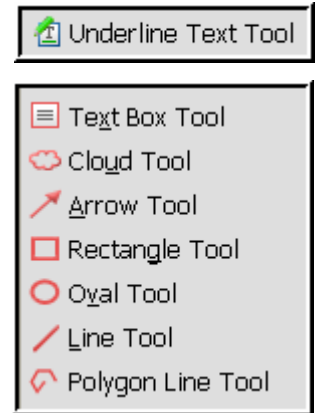 Underline Text Tool
Text Box Tool
Cloud Tool
Arrow Tool
Rectangle Tool
Oval Tool
Line Tool
Polygon Line Tool